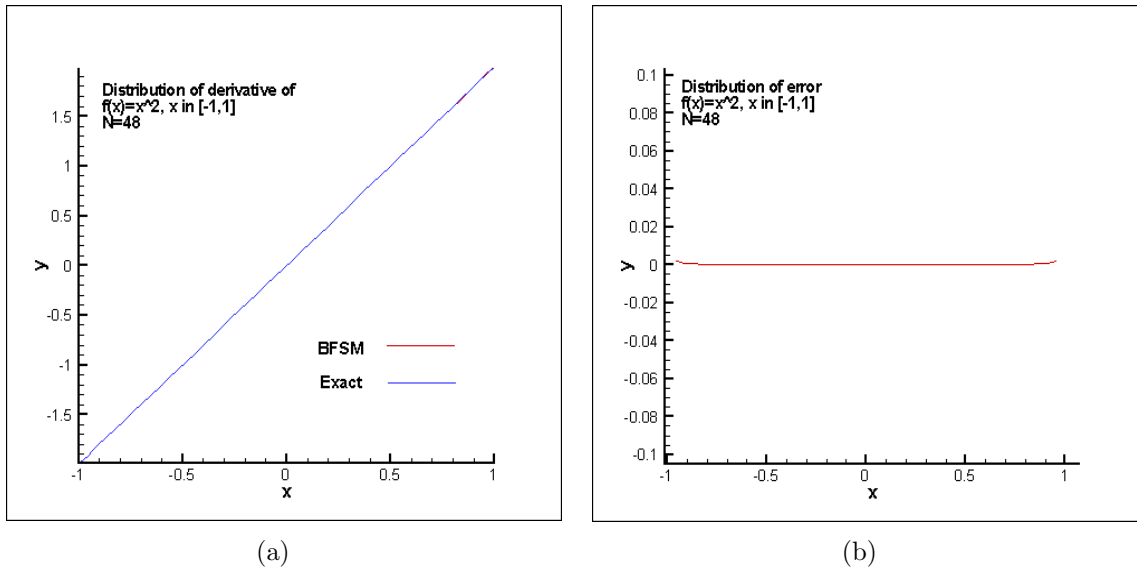 Distribution of derivative of
f(x)=x^2, x in [-1,1]
N=48
1.5
1
0.5
0
-0.5
-1
-1.5
y
BFSM
Exact
-1
-0.5
0
0.5
1
x
(a)
Distribution of error
f(x)=x^2, x in [-1,1]
N=48
0.1
0.08
0.06
0.04
0.02
0
-0.02
-0.04
-0.06
-0.08
-0.1
y
-1
-0.5
0
0.5
1
x
(b)